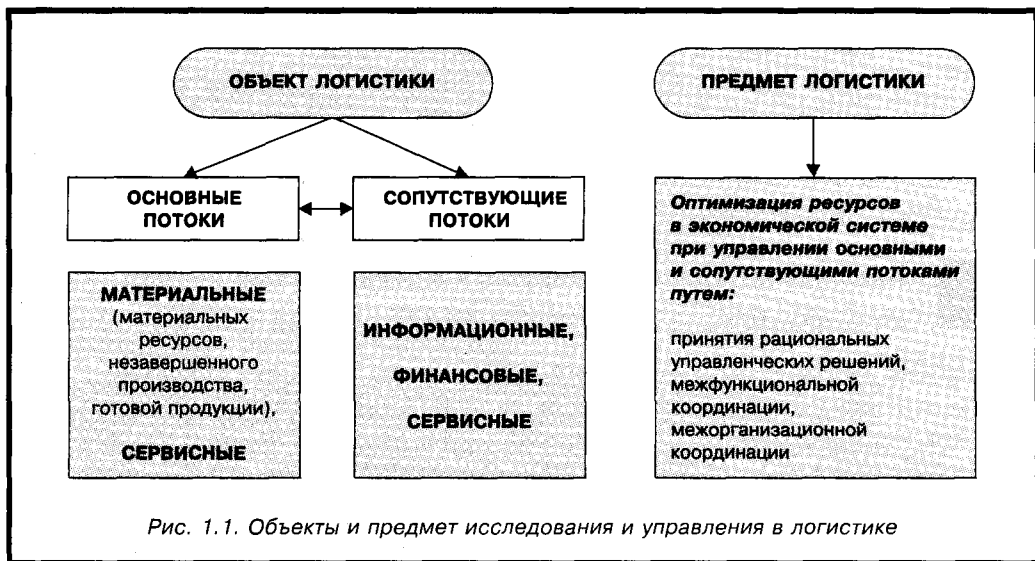 ОБЪЕКТ ЛОГИСТИКИ
ПРЕДМЕТ ЛОГИСТИКИ
ОСНОВНЫЕ
ПОТОКИ
СОПУТСТВУЮЩИЕ
ПОТОКИ
МАТЕРИАЛЬНЫЕ
(материальных
ресурсов,
незавершенного
производства,
готовой продукции),
СЕРВИСНЫЕ
ИНФОРМАЦИОННЫЕ,
ФИНАНСОВЫЕ,
СЕРВИСНЫЕ
Оптимизация ресурсов
в экономической системе
при управлении основными
и сопутствующими потоками
путем:
принятия рациональных
управленческих решений,
межфункциональной
координации,
межорганизационной
координации
Рис. 1.1. Объекты и предмет исследования и управления в логистике